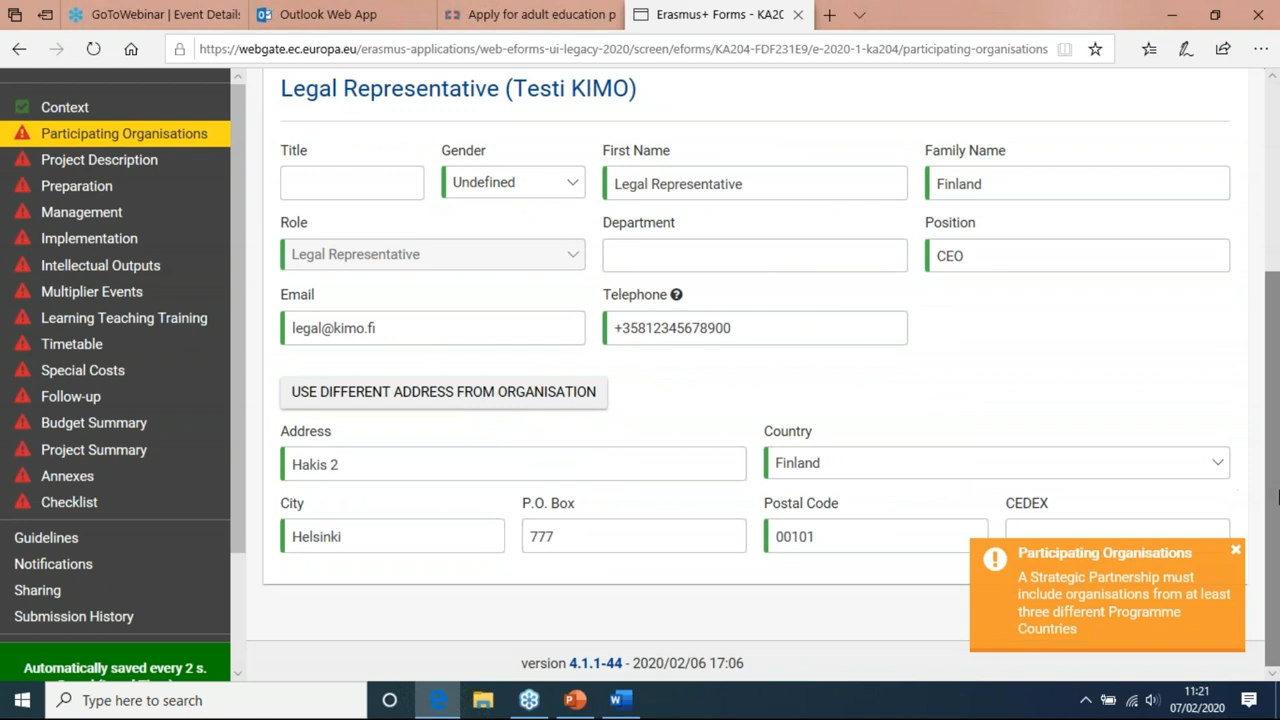 GoToWebinar | Event Details
Outlook Web App
Apply for adult education p
Erasmus+ Forms - KA20
https://webgate.ec.europa.eu/erasmus-applications/web-eforms-ui-legacy-2020/screen/eforms/KA204-FDF231E9/e-2020-1-ka204/participating-organisations
Context
Participating Organisations
Project Description
Preparation
Management
Implementation
Intellectual Outputs
Multiplier Events
Learning Teaching Training
Timetable
Special Costs
Follow-up
Budget Summary
Project Summary
Annexes
Checklist
Guidelines
Notifications
Sharing
Submission History
Automatically saved every 2 s.
Legal Representative (Testi KIMO)
Title Gender First Name Family Name
Undefined Legal Representative Finland
Role Department Position
Legal Representative CEO
Email Telephone ?
legal@kimo.fi +35812345678900
USE DIFFERENT ADDRESS FROM ORGANISATION
Address Country
Hakis 2 Finland
City P.O. Box Postal Code CEDEX
Helsinki 777 00101
Participating Organisations
A Strategic Partnership must
include organisations from at least
three different Programme
Countries
version 4.1.1-44 - 2020/02/06 17:06
Type here to search
11:21
07/02/2020